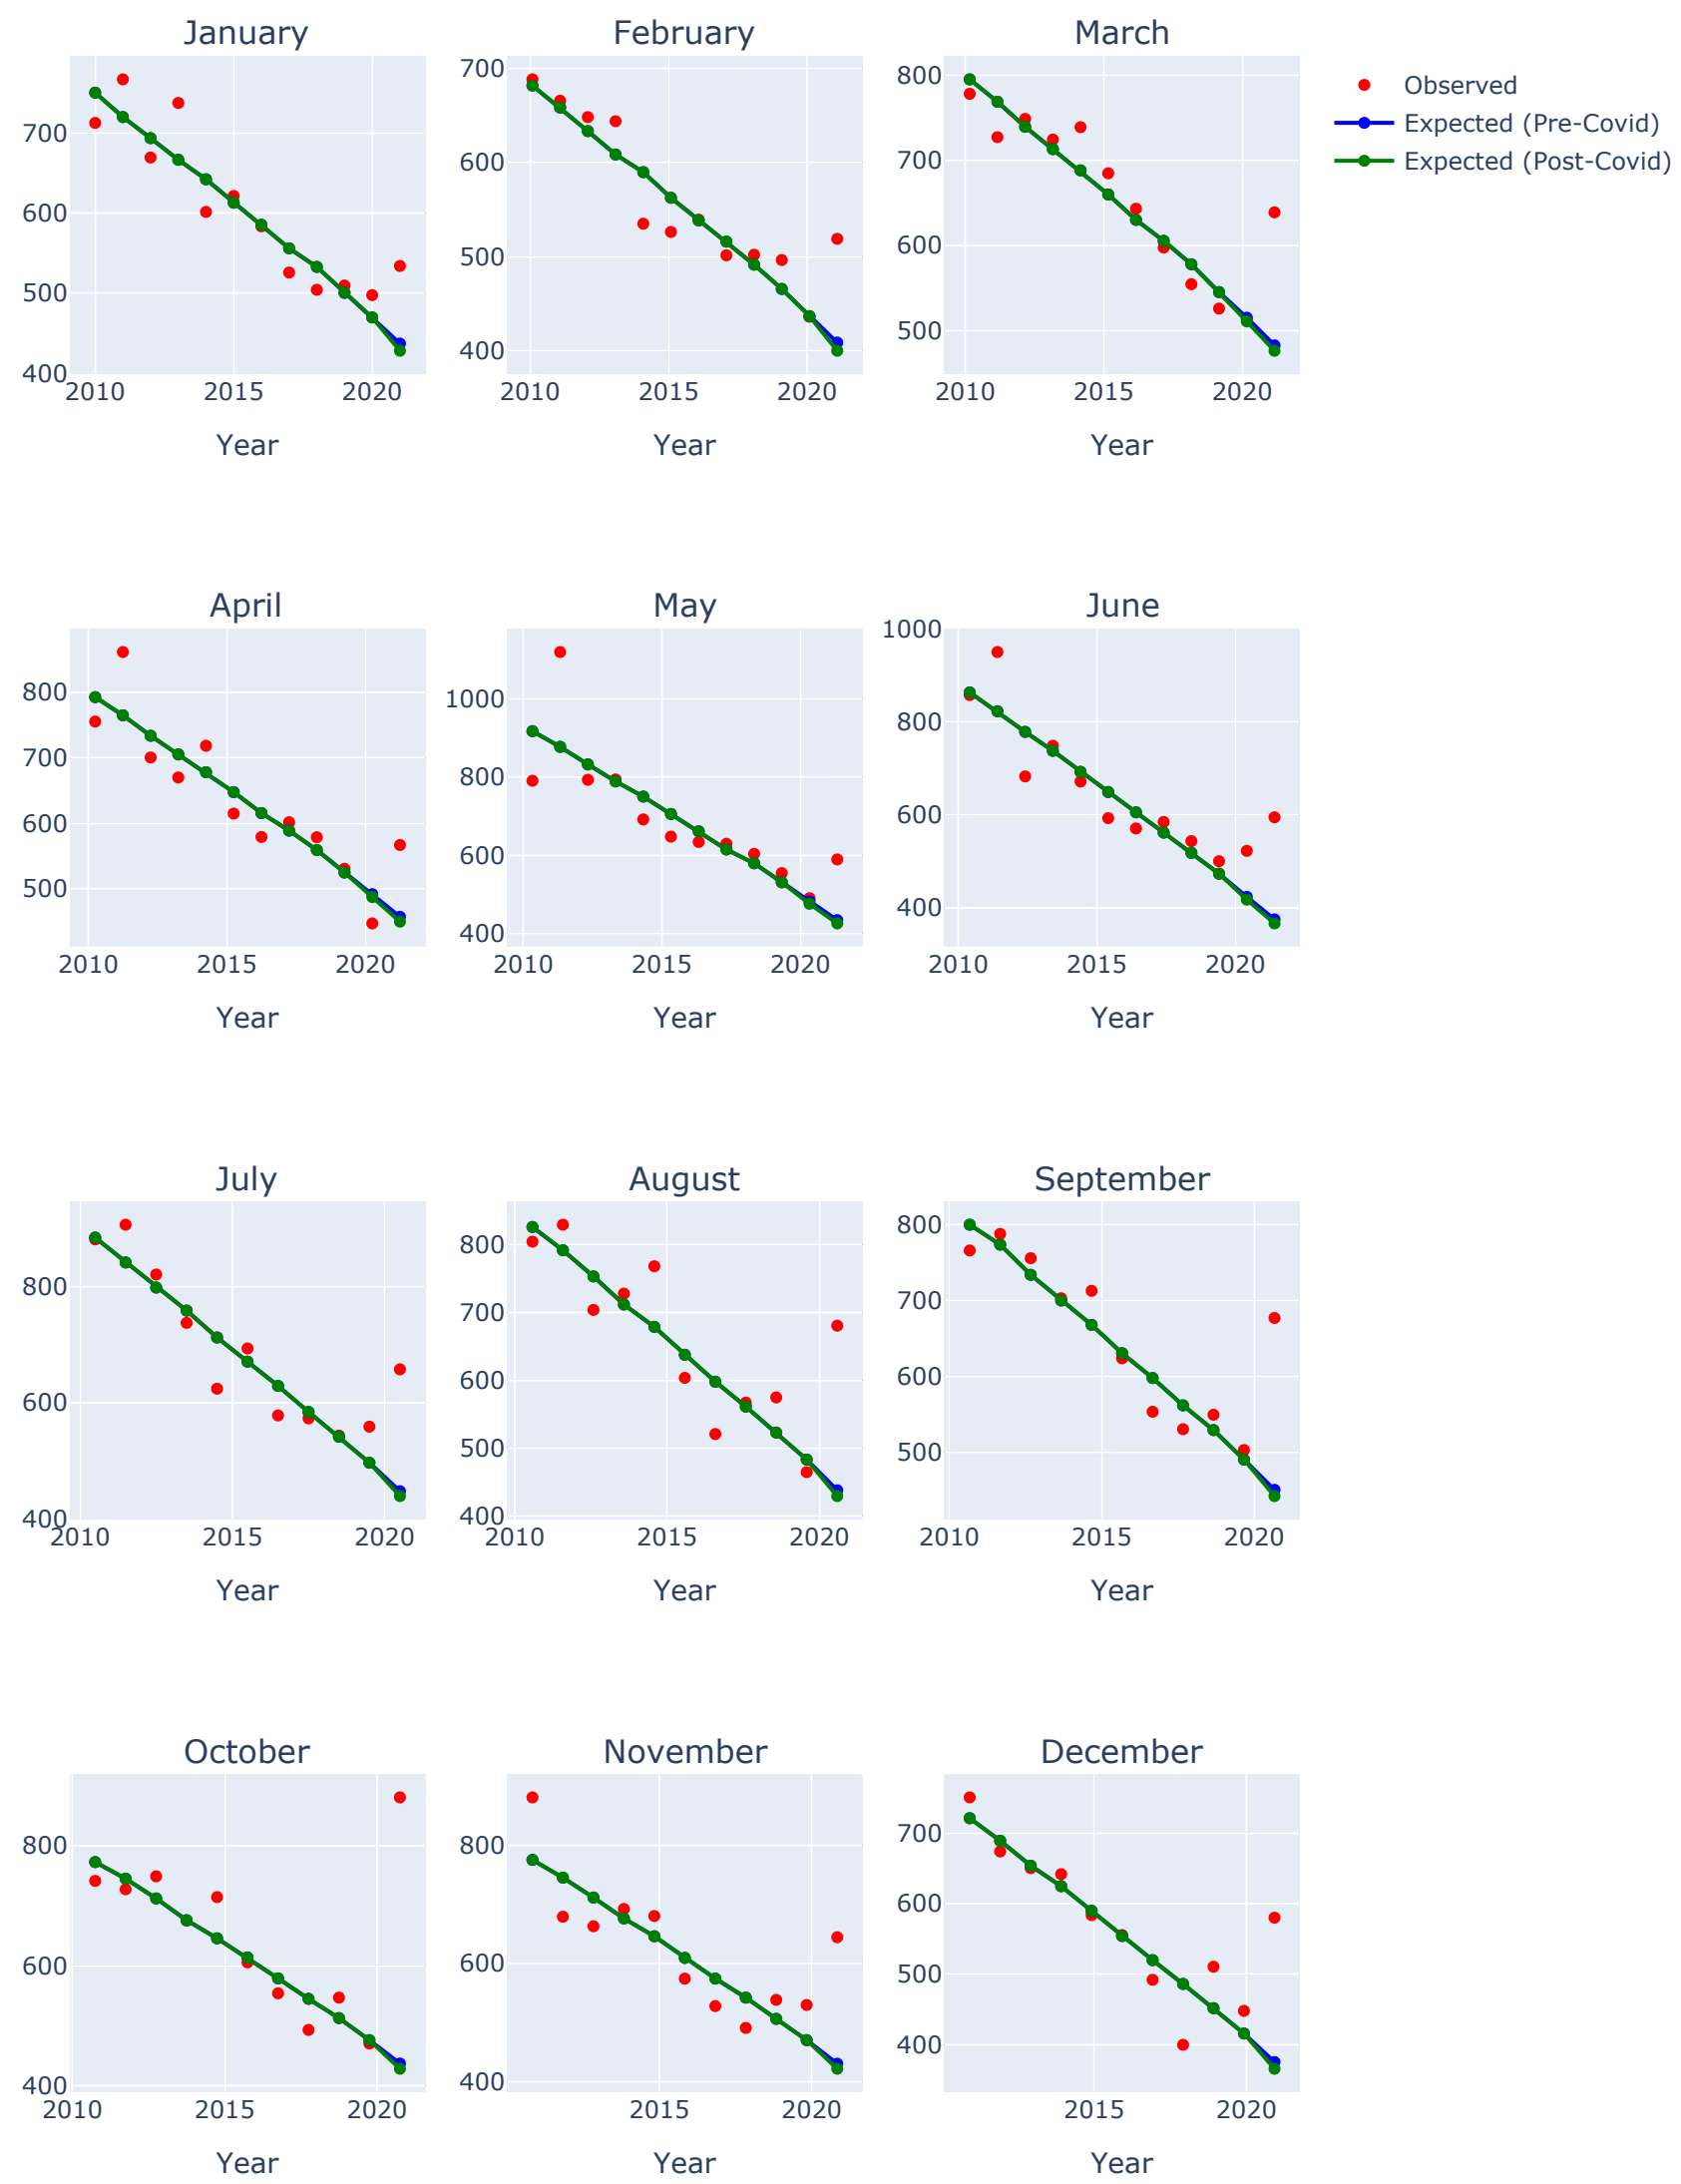 January
February
March
700
600
500
400
2010
2015
2020
Year
700
600
500
400
2010
2015
2020
Year
800
700
600
500
2010
2015
2020
Year
Observed
Expected (Pre-Covid)
Expected (Post-Covid)
April
May
June
800
700
600
500
2010
2015
2020
Year
1000
800
600
400
2010
2015
2020
Year
1000
800
600
400
2010
2015
2020
Year
July
August
September
800
600
400
2010
2015
2020
Year
800
700
600
500
400
2010
2015
2020
Year
800
700
600
500
2010
2015
2020
Year
October
November
December
800
600
400
2010
2015
2020
Year
800
600
400
2015
2020
Year
700
600
500
400
2015
2020
Year